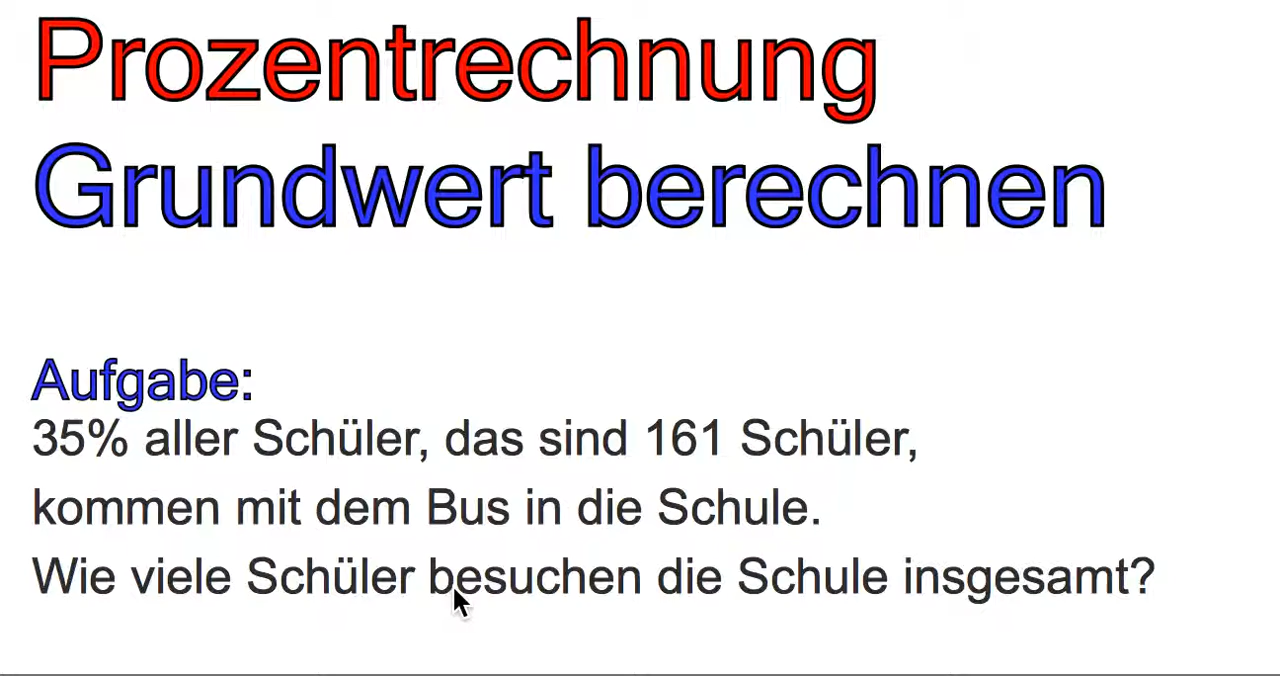 Prozentrechnung
Grundwert berechnen
Aufgabe:
35% aller Schüler, das sind 161 Schüler,
kommen mit dem Bus in die Schule.
Wie viele Schüler besuchen die Schule insgesamt?